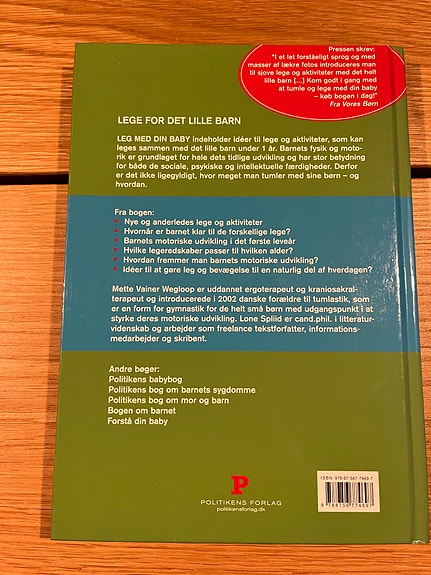 Pressen skrev:
"I et let forståeligt sprog og med
masser af lækre fotos introduceres man
til sjove lege og aktiviteter med det helt
lille barn [...] Kom godt i gang med
at tumle og lege med din baby
– køb bogen i dag!"
Fra Vores Børn
LEGE FOR DET LILLE BARN
LEG MED DIN BABY indeholder idéer til lege og aktiviteter, som kan
leges sammen med det lille barn under 1 år. Barnets fysik og moto-
rik er grundlaget for hele dets tidlige udvikling og har stor betydning
for både de sociale, psykiske og intellektuelle færdigheder. Derfor
er det ikke ligegyldigt, hvor meget man tumler med sine børn – og
hvordan.
Fra bogen:
• Nye og anderledes lege og aktiviteter
• Hvornår er barnet klar til de forskellige lege?
• Barnets motoriske udvikling i det første leveår
• Hvilke legeredskaber passer til hvilken alder?
• Hvordan fremmer man barnets motoriske udvikling?
• Idéer til at gøre leg og bevægelse til en naturlig del af hverdagen?
Mette Vainer Wegloop er uddannet ergoterapeut og kraniosakral-
terapeut og introducerede i 2002 danske forældre til tumlastik, som
er en form for gymnastik for de helt små børn med udgangspunkt i at
styrke deres motoriske udvikling. Lone Spliid er cand.phil. i litteratur-
videnskab og arbejder som freelance tekstforfatter, informations-
medarbejder og skribent.
Andre bøger:
Politikens babybog
Politikens bog om barnets sygdomme
Politikens bog om mor og barn
Bogen om barnet
Forstå din baby
P
POLITIKENS FORLAG
politikensforlag.dk
ISBN 978-87-567-7469-7
9 788756 774697